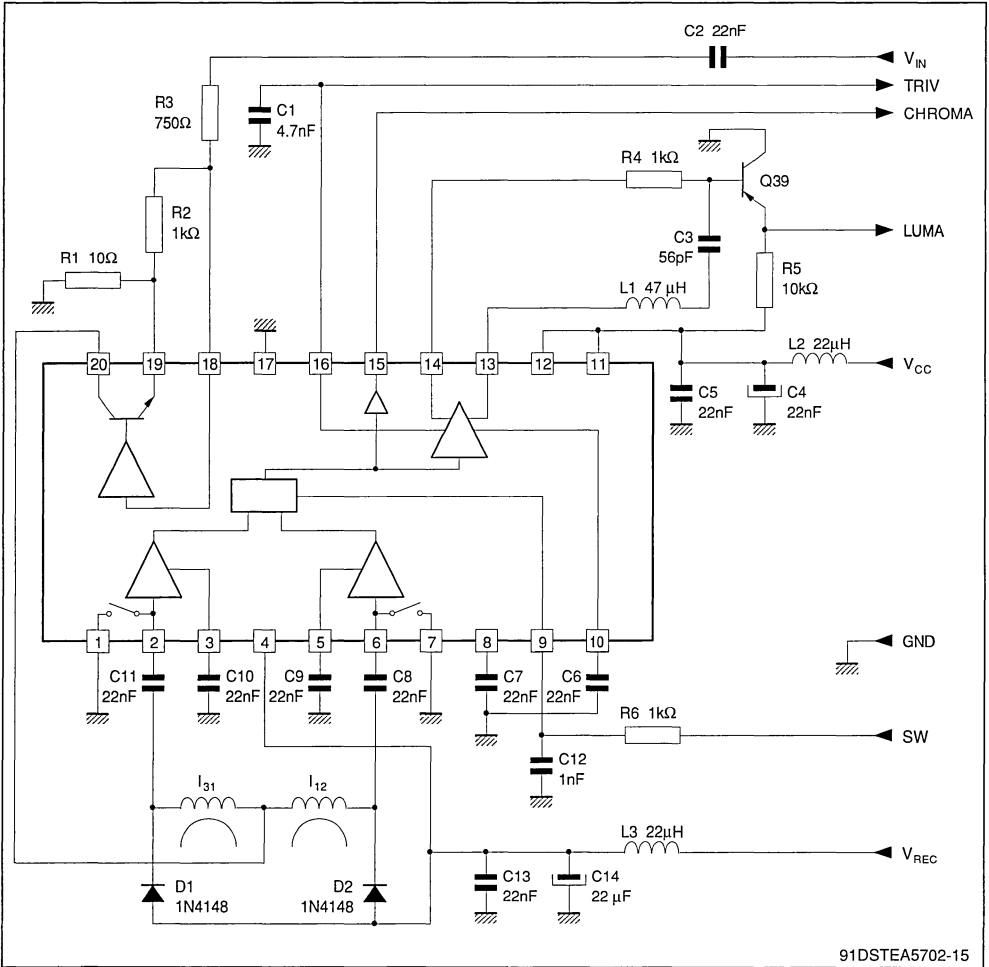 C2 22nF
V_IN
TRIV
R3
750Ω
C1
4.7nF
CHROMA
R4 1kΩ
Q39
R2
1kΩ
LUMA
C3
56pF
R1 10Ω
R5
10kΩ
L1 47 µH
L2 22µH
20
19
18
17
16
15
14
13
12
11
V_CC
C5
22nF
C4
22nF
1
2
3
4
5
6
7
8
9
10
GND
C11
22nF
C10
22nF
C9
22nF
C8
22nF
C7
22nF
C6
22nF
R6 1kΩ
SW
C12
1nF
I31
I12
L3 22µH
V_REC
D1
1N4148
D2
1N4148
C13
22nF
C14
22 µF
91DSTEA5702-15